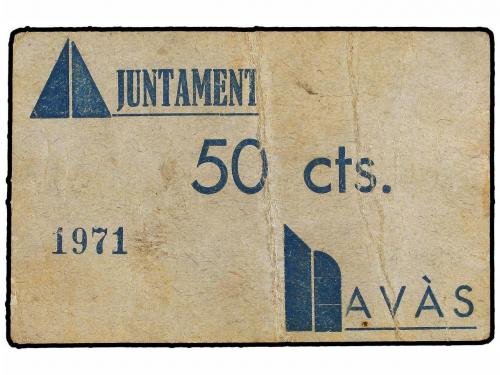 AJUNTAMENT
50 cts.
1971
NAVÀS